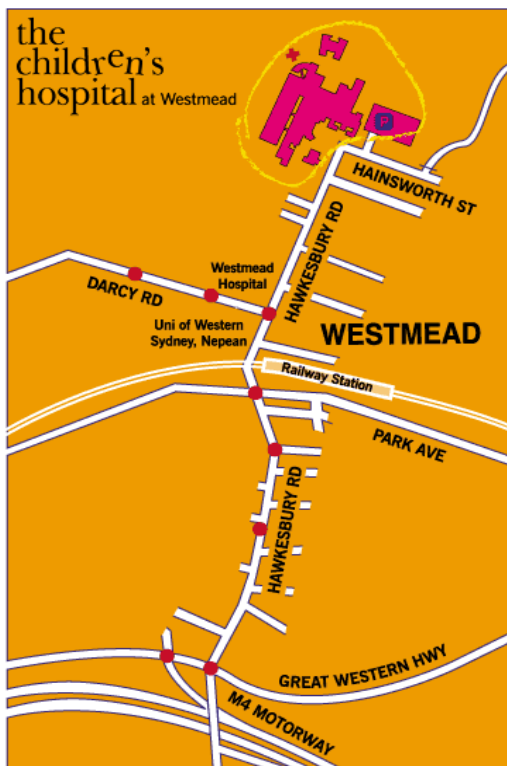 the
children's
hospital at Westmead
P
HAINSWORTH ST
HAWKESBURY RD
Westmead
Hospital
DARCY RD
Uni of Western
Sydney, Nepean
WESTMEAD
Railway Station
PARK AVE
HAWKESBURY RD
GREAT WESTERN HWY
M4 MOTORWAY